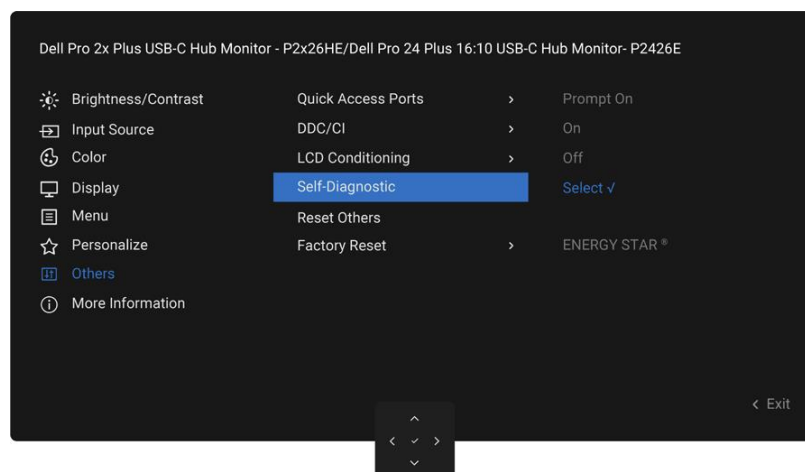 Dell Pro 2x Plus USB-C Hub Monitor - P2x26HE/Dell Pro 24 Plus 16:10 USB-C Hub Monitor- P2426E
Brightness/Contrast Quick Access Ports > Prompt On
Input Source DDC/CI > On
Color LCD Conditioning > Off
Display Self-Diagnostic Select √
Menu Reset Others
Personalize Factory Reset > ENERGY STAR ®
Others
More Information
< Exit